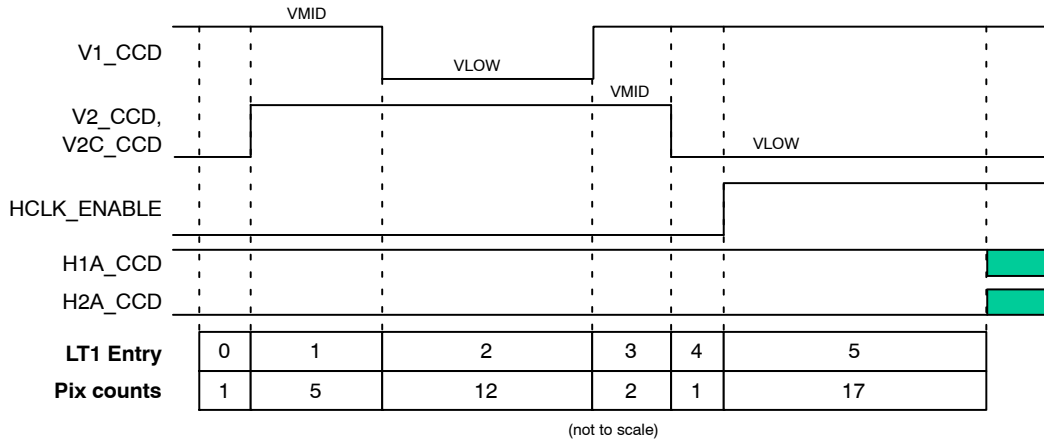 VMID
V1_CCD
VLOW
VMID
V2_CCD,
V2C_CCD
VLOW
HCLK_ENABLE
H1A_CCD
H2A_CCD
LT1 Entry 0 1 2 3 4 5
Pix counts 1 5 12 2 1 17
(not to scale)